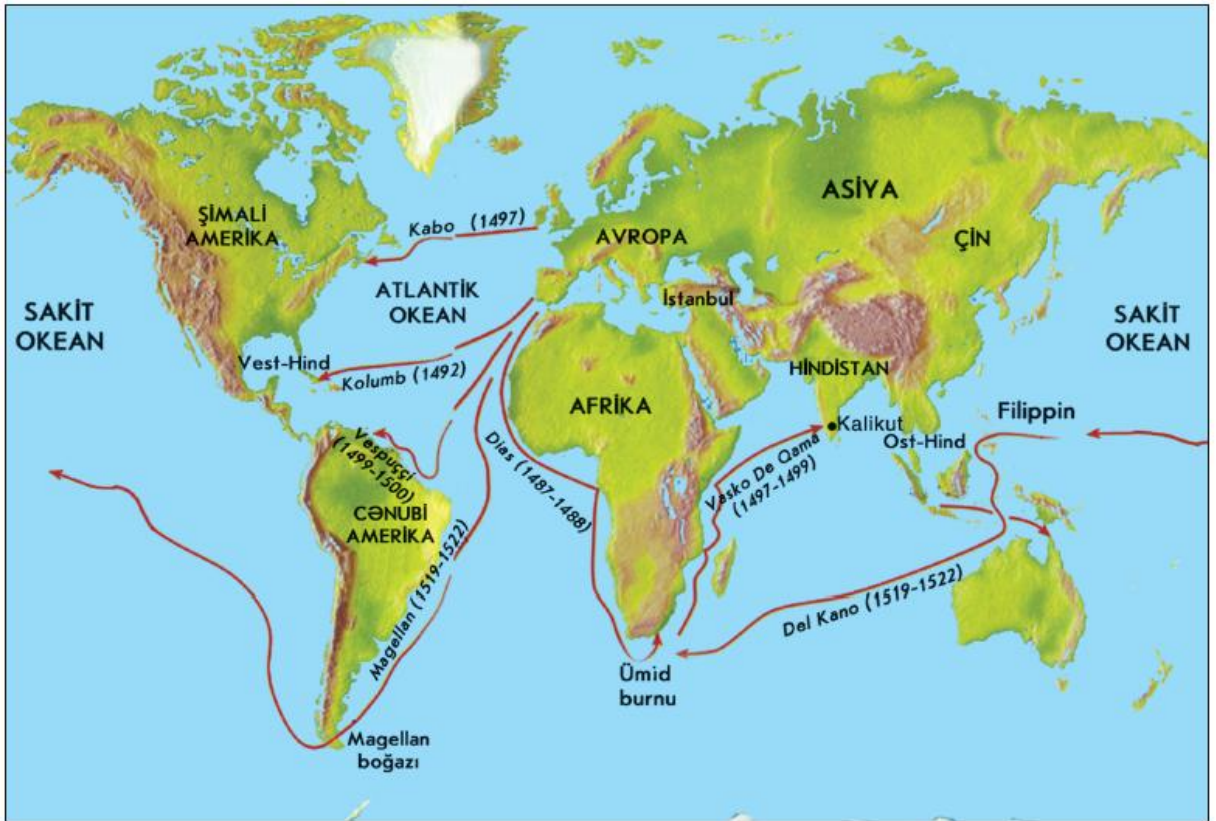 ASİYA
ŞİMALİ
AMERİKA
Kabo (1497)
AVROPA
ÇİN
ATLANTİK
OKEAN
İstanbul
SAKİT
OKEAN
SAKİT
OKEAN
Vest-Hind
Kolumb (1492)
HİNDİSTAN
AFRİKA
Filippin
Kalikut
Ost-Hind
Vespuççi
(1499-1500)
Dias (1487-1488)
Vasko De Qama
(1497-1499)
CƏNUBİ
AMERİKA
Magellan (1519-1522)
Del Kano (1519-1522)
Ümid
burnu
Magellan
boğazı